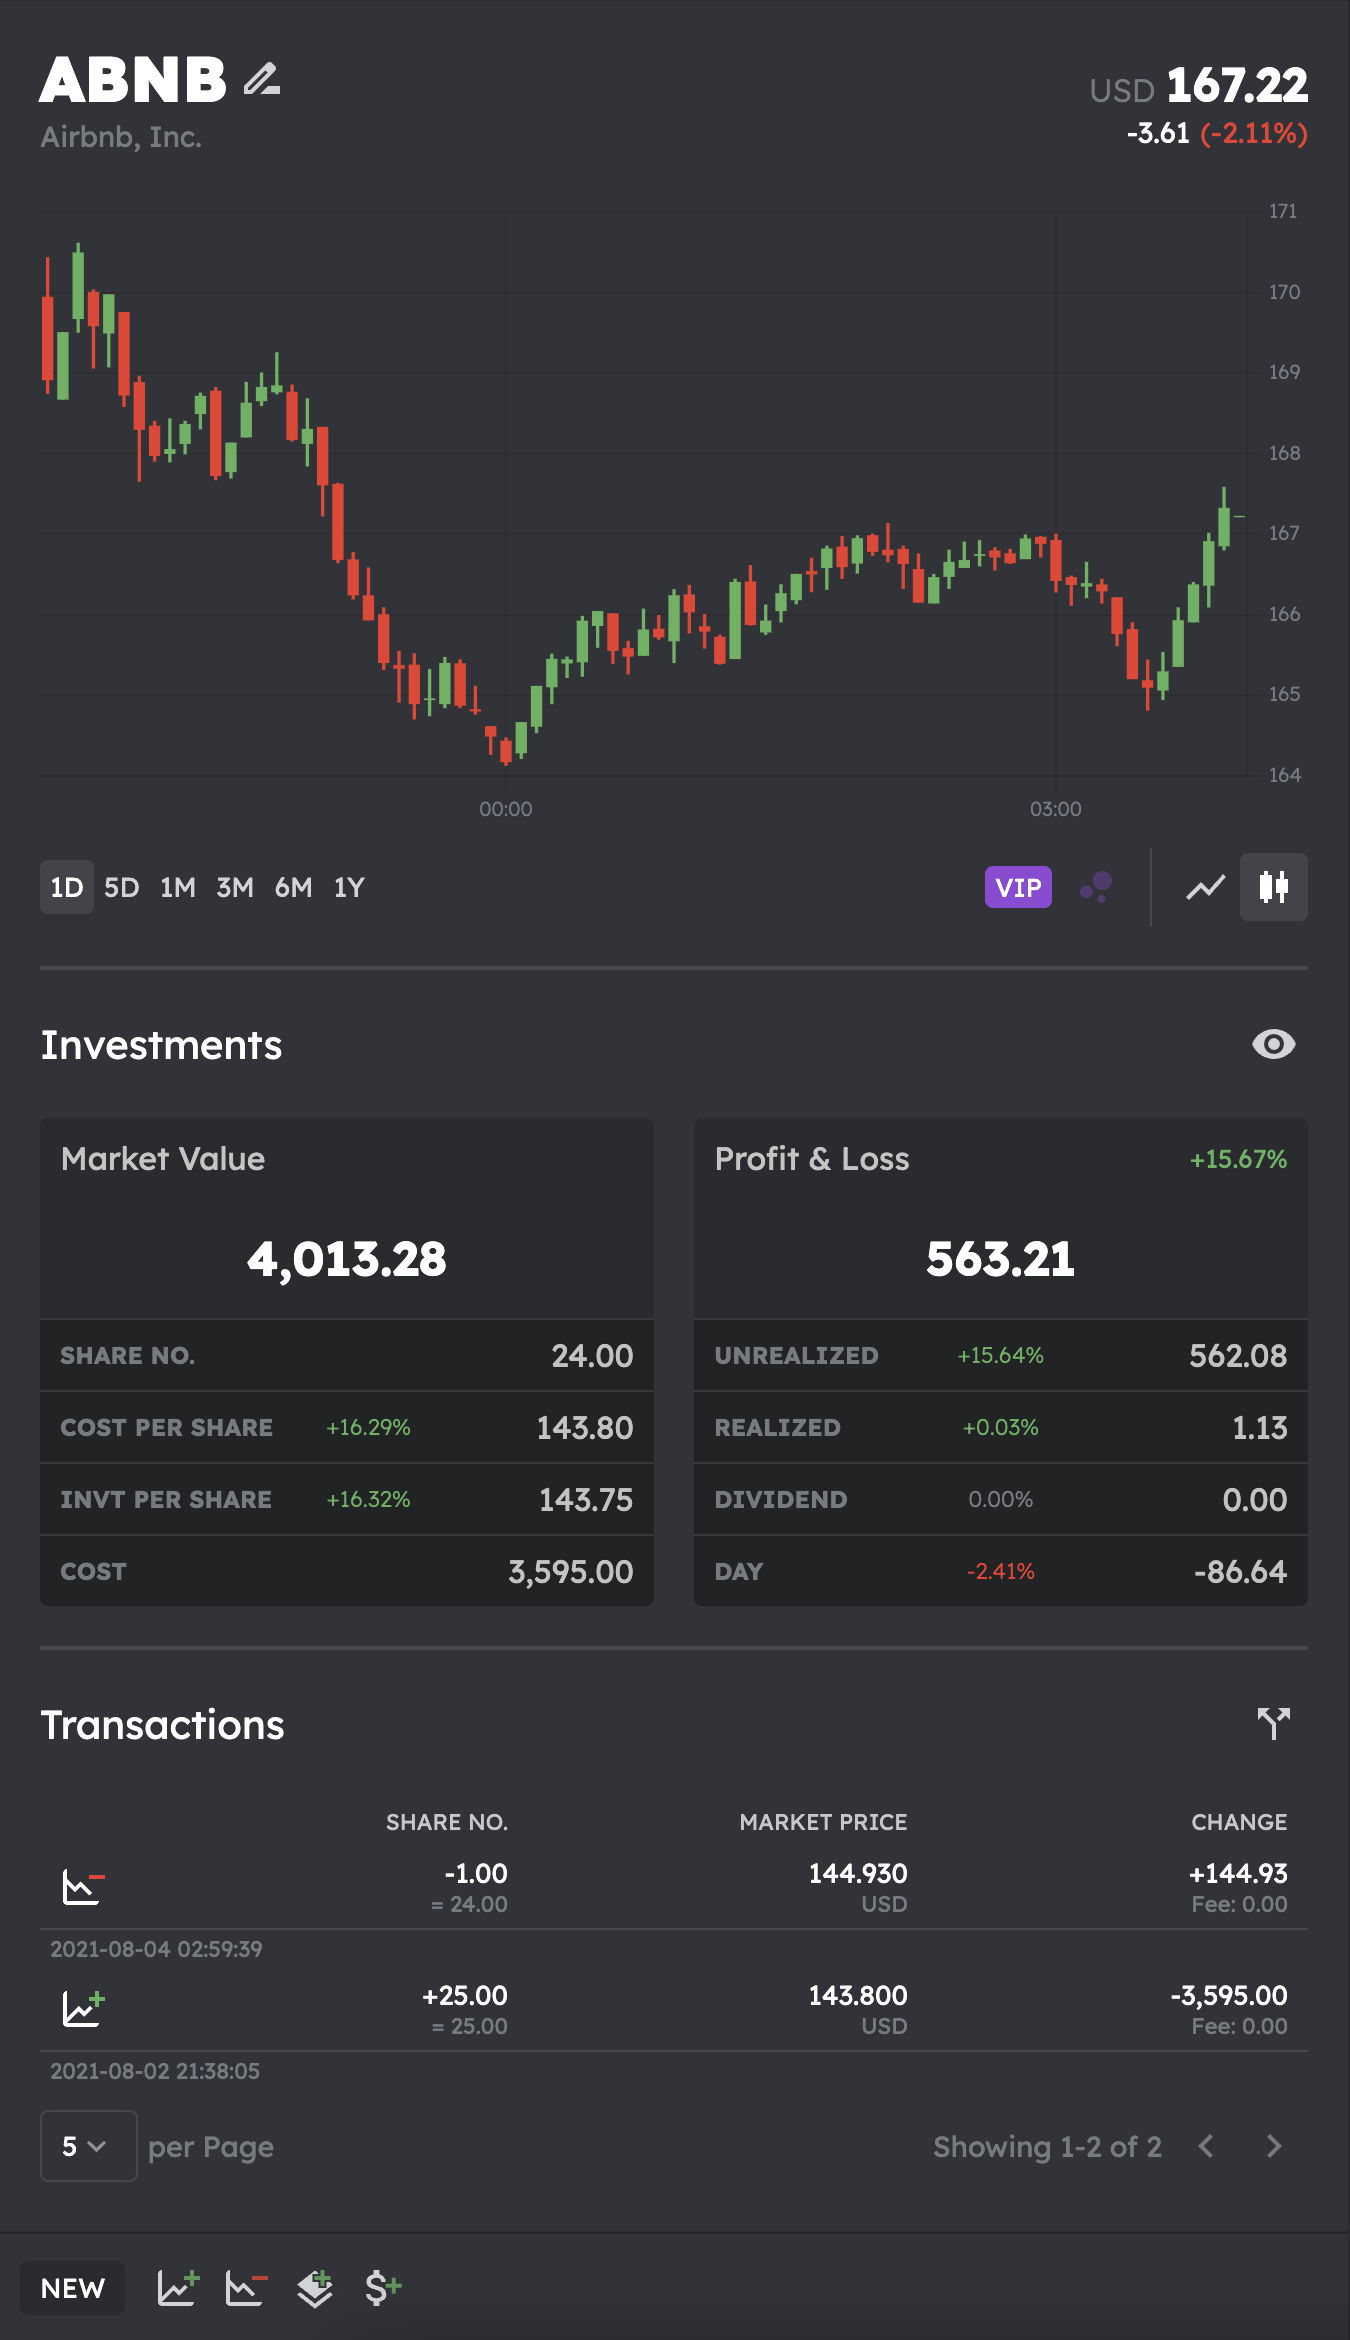 ABNB
USD 167.22
Airbnb, Inc.
-3.61 (-2.11%)
171
170
169
168
167
166
165
164
00:00 03:00
1D 5D 1M 3M 6M 1Y VIP
Investments
Market Value
4,013.28
SHARE NO. 24.00
COST PER SHARE +16.29% 143.80
INVT PER SHARE +16.32% 143.75
COST 3,595.00
Profit & Loss +15.67%
563.21
UNREALIZED +15.64% 562.08
REALIZED +0.03% 1.13
DIVIDEND 0.00% 0.00
DAY -2.41% -86.64
Transactions
SHARE NO. MARKET PRICE CHANGE
-1.00 144.930 +144.93
= 24.00 USD Fee: 0.00
2021-08-04 02:59:39
+25.00 143.800 -3,595.00
= 25.00 USD Fee: 0.00
2021-08-02 21:38:05
5 per Page Showing 1-2 of 2
NEW